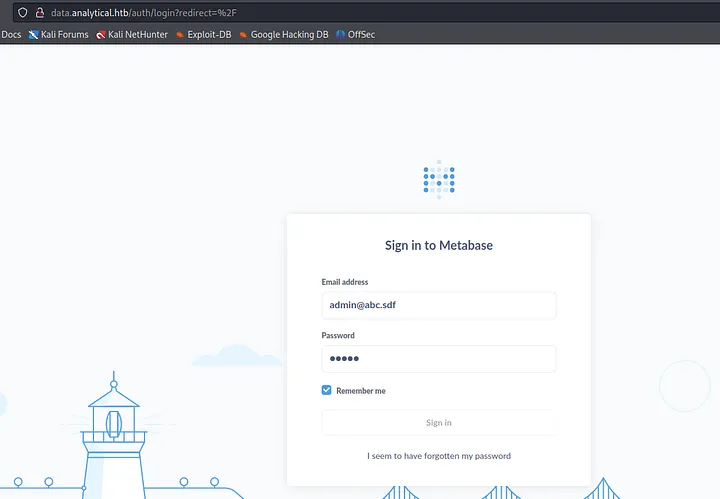 data.analytical.htb/auth/login?redirect=%2F
Docs Kali Forums Kali NetHunter Exploit-DB Google Hacking DB OffSec
Sign in to Metabase
Email address
admin@abc.sdf
Password
●●●●●
Remember me
Sign in
I seem to have forgotten my password